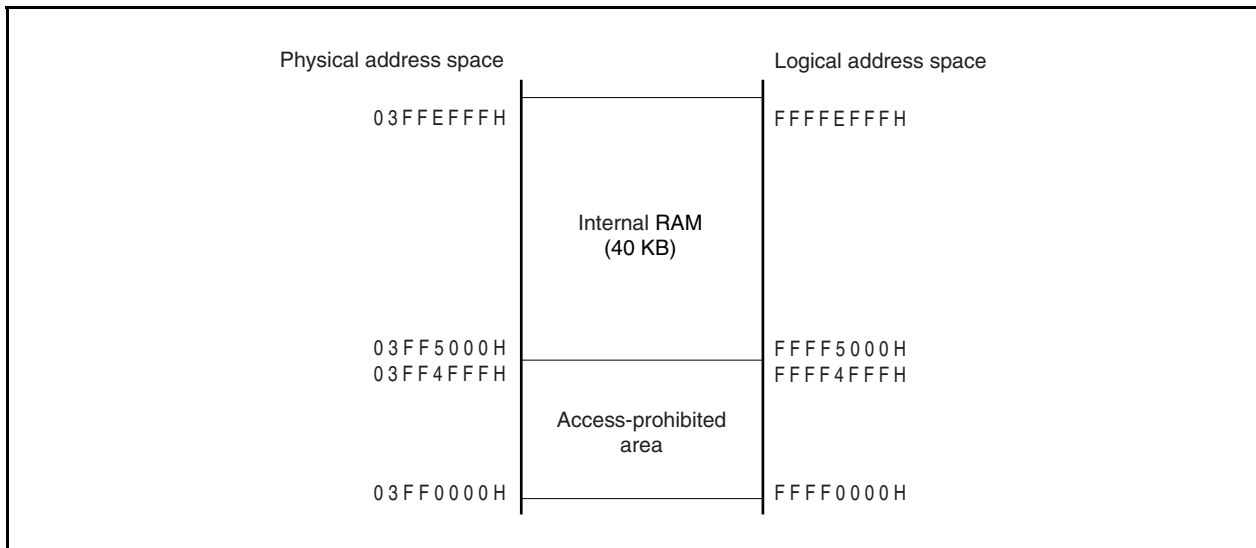 Physical address space
Logical address space
03FFEFFFH
FFFFEFFFH
Internal RAM
(40 KB)
03FF5000H
FFFF5000H
03FF4FFFH
FFFF4FFFH
Access-prohibited
area
03FF0000H
FFFF0000H